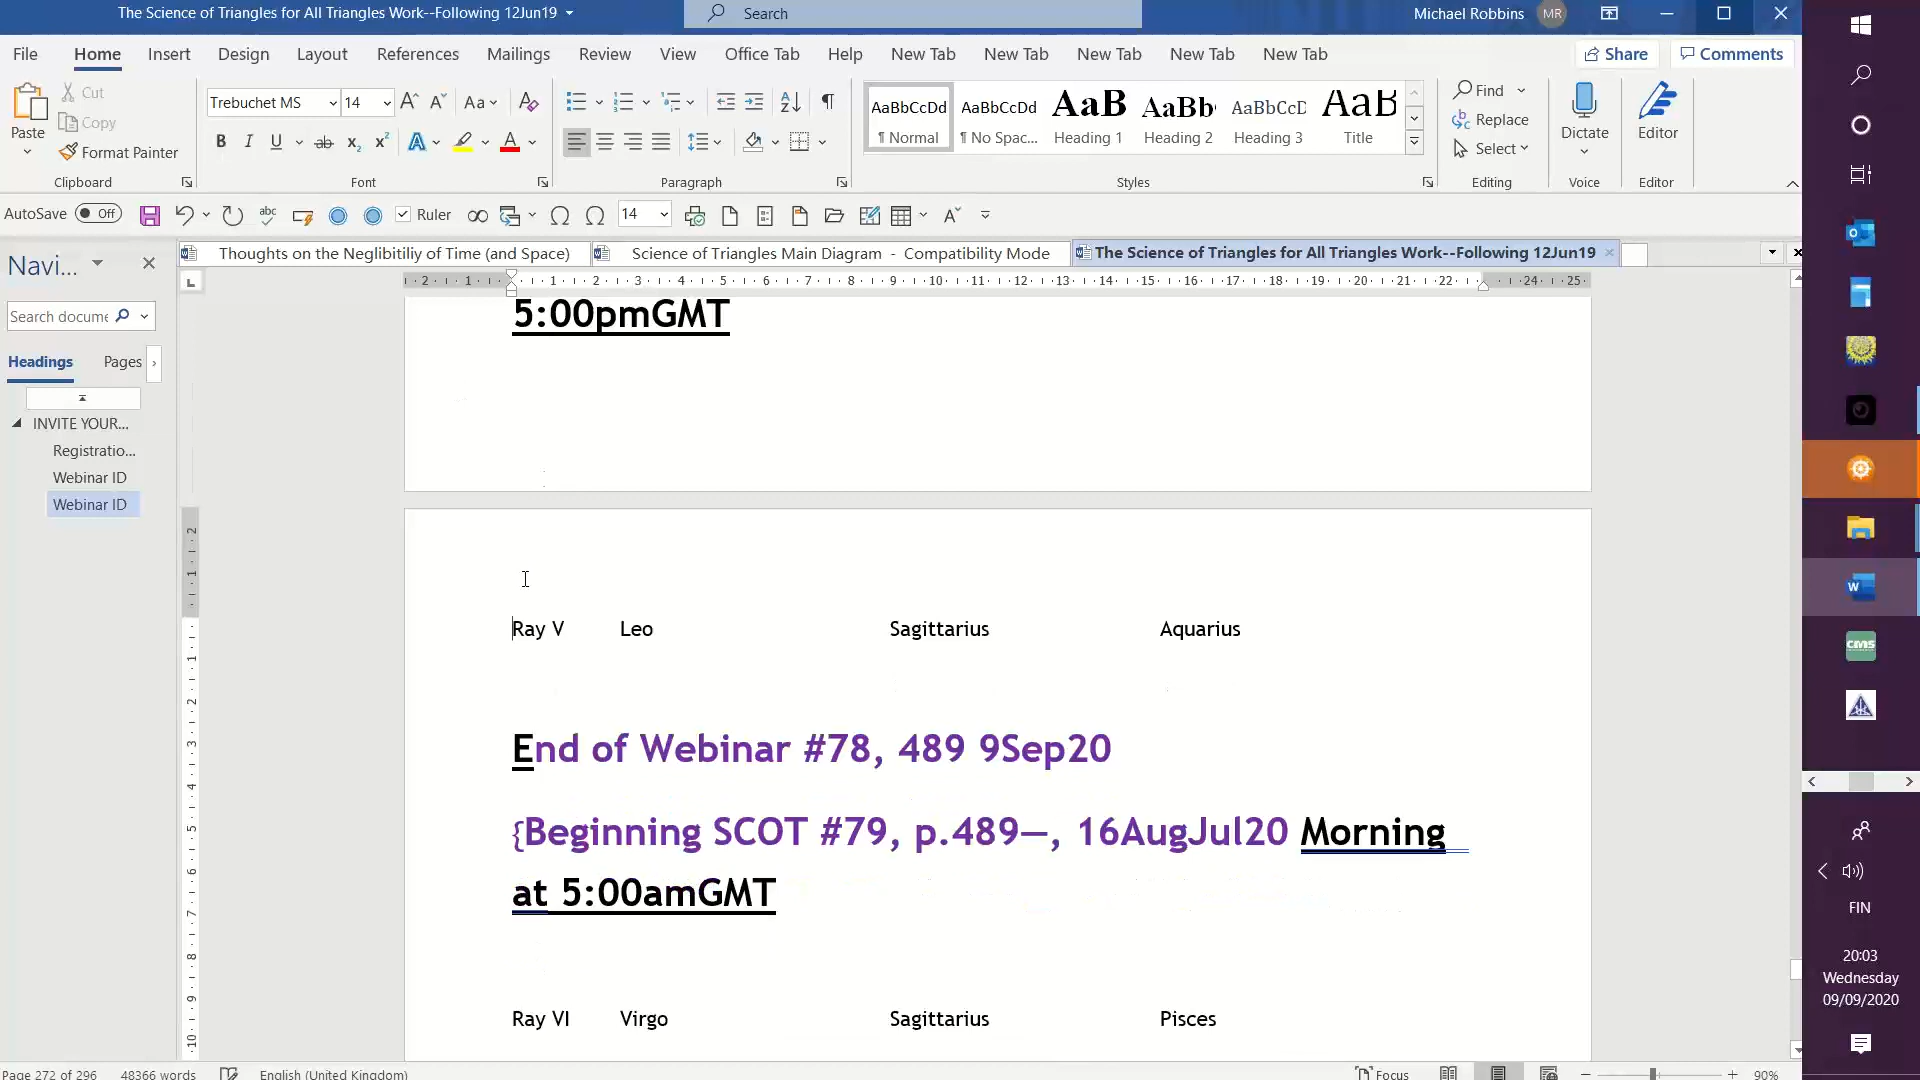 The Science of Triangles for All Triangles Work--Following 12Jun19
Search
Michael Robbins
MR
File Home Insert Design Layout References Mailings Review View Office Tab Help New Tab New Tab New Tab New Tab New Tab
Share
Comments
Paste
Cut
Copy
Format Painter
Clipboard
Trebuchet MS
14
Font
Paragraph
AaBbCcDd AaBbCcDd AaB AaBb AaBbCcD AaB
¶ Normal ¶ No Spac... Heading 1 Heading 2 Heading 3 Title
Styles
Find
Replace
Select
Editing
Dictate
Voice
Editor
Editor
AutoSave Off
Ruler
14
Navi...
Thoughts on the Neglibitiliy of Time (and Space)
Science of Triangles Main Diagram - Compatibility Mode
The Science of Triangles for All Triangles Work--Following 12Jun19
Search docume
Headings Pages
INVITE YOUR...
Registratio...
Webinar ID
Webinar ID
5:00pmGMT
Ray V Leo Sagittarius Aquarius
End of Webinar #78, 489 9Sep20
{Beginning SCOT #79, p.489—, 16AugJul20 Morning
at 5:00amGMT
Ray VI Virgo Sagittarius Pisces
Page 272 of 296 48366 words English (United Kingdom)
Focus
90%
CMS
FIN
20:03
Wednesday
09/09/2020